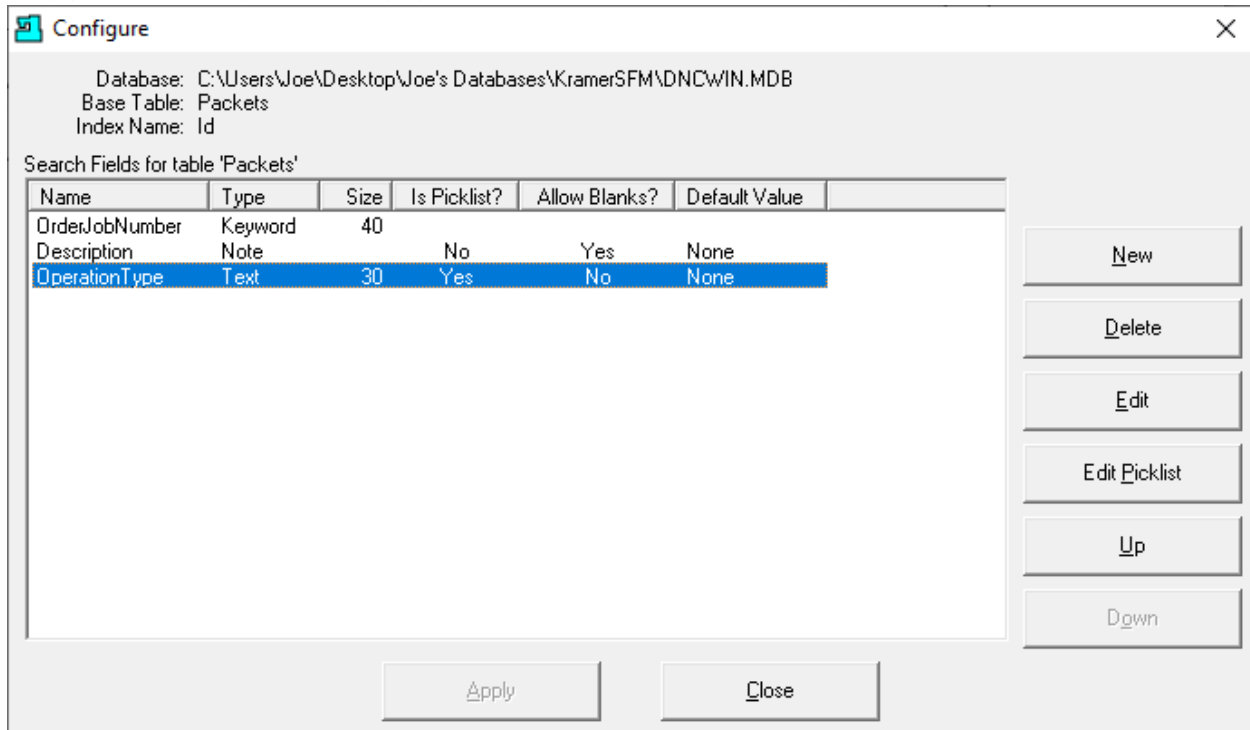 Configure
Database: C:\Users\Joe\Desktop\Joe's Databases\KramerSFM\DNCWIN.MDB
Base Table: Packets
Index Name: Id
Search Fields for table 'Packets'
Name Type Size Is Picklist? Allow Blanks? Default Value
OrderJobNumber Keyword 40
Description Note No Yes None
OperationType Text 30 Yes No None
New
Delete
Edit
Edit Picklist
Up
Down
Apply Close